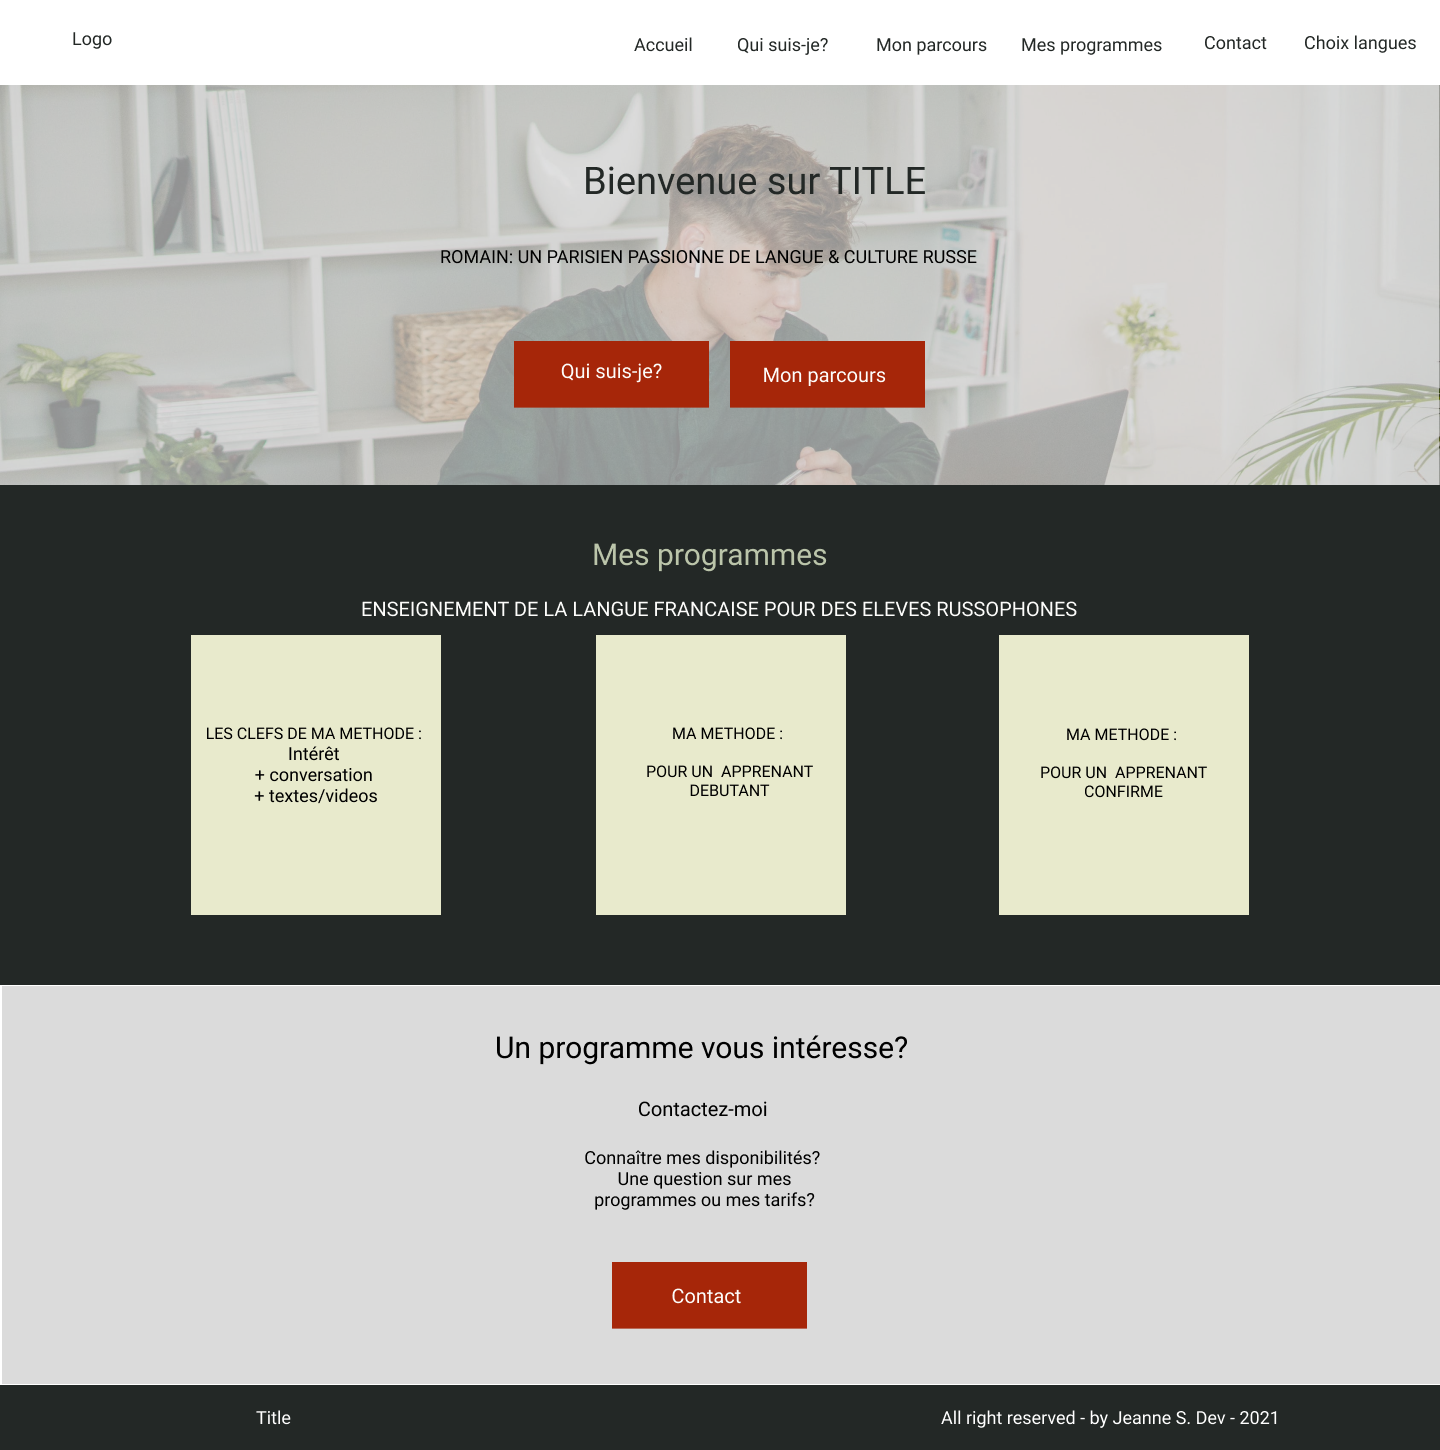 Logo
Accueil
Qui suis-je?
Mon parcours
Mes programmes
Contact
Choix langues
Bienvenue sur TITLE
ROMAIN: UN PARISIEN PASSIONNE DE LANGUE & CULTURE RUSSE
Qui suis-je?
Mon parcours
Mes programmes
ENSEIGNEMENT DE LA LANGUE FRANCAISE POUR DES ELEVES RUSSOPHONES
LES CLEFS DE MA METHODE :
Intérêt
+ conversation
+ textes/videos
MA METHODE :
POUR UN APPRENANT
DEBUTANT
MA METHODE :
POUR UN APPRENANT
CONFIRME
Un programme vous intéresse?
Contactez-moi
Connaître mes disponibilités?
Une question sur mes
programmes ou mes tarifs?
Contact
Title
All right reserved - by Jeanne S. Dev - 2021